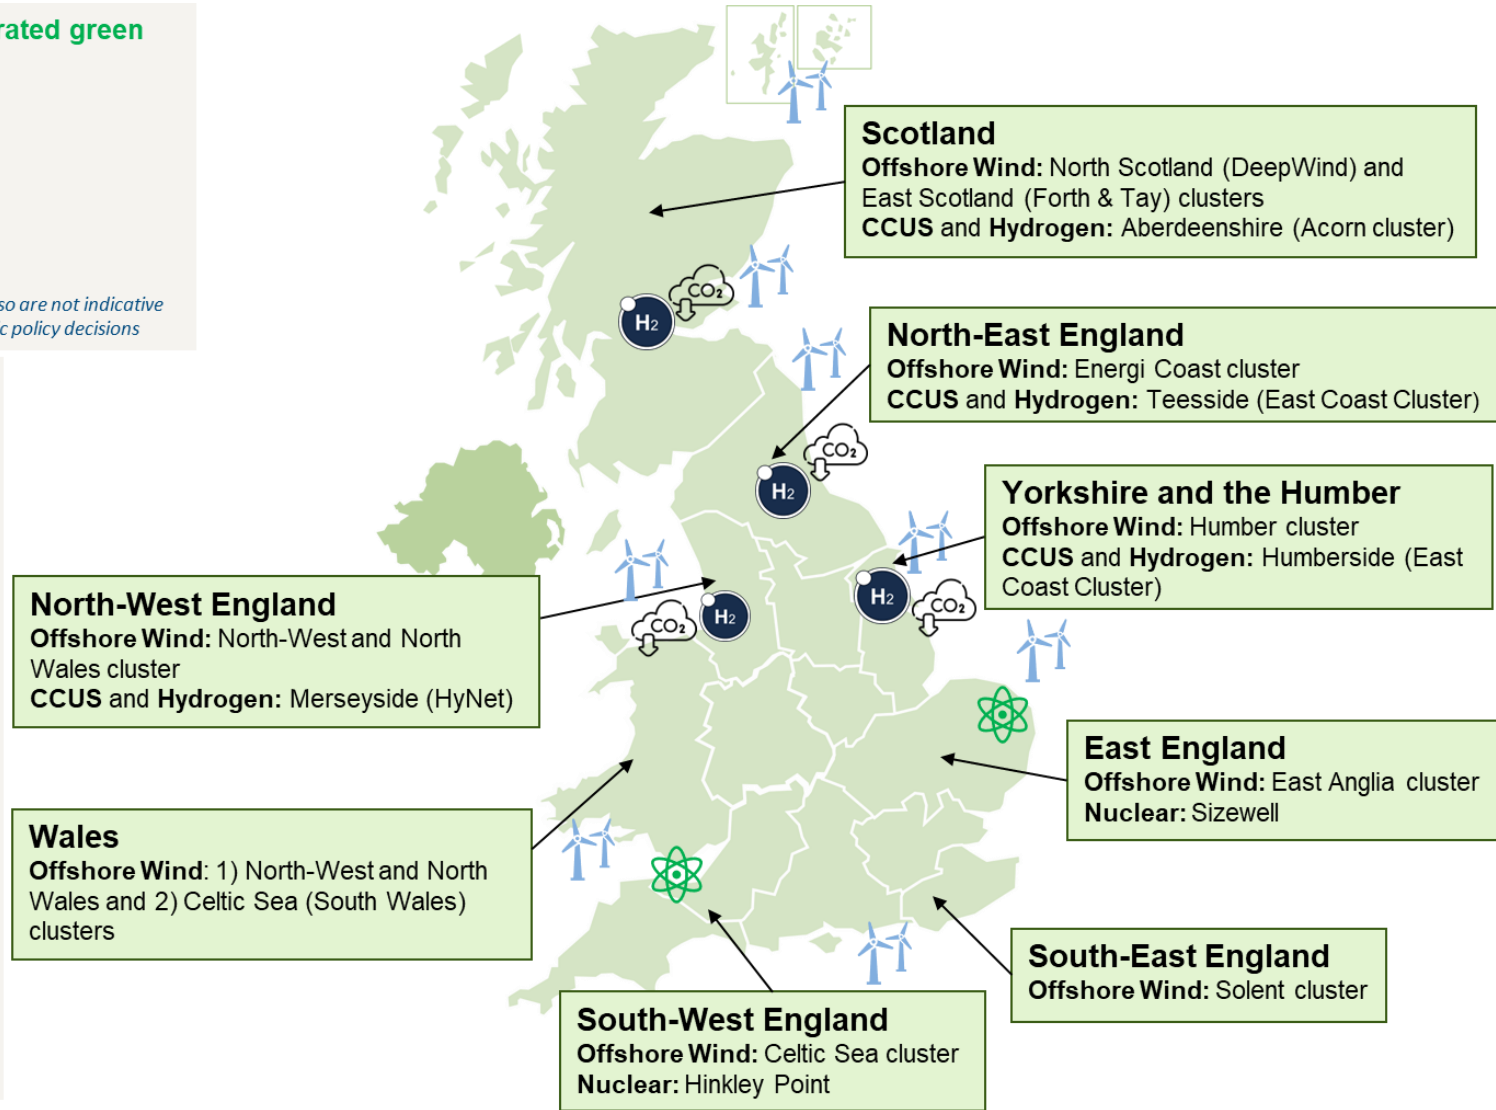 rated green
so are not indicative
c policy decisions
Scotland
Offshore Wind: North Scotland (DeepWind) and
East Scotland (Forth & Tay) clusters
CCUS and Hydrogen: Aberdeenshire (Acorn cluster)
CO2
H2
North-East England
Offshore Wind: Energi Coast cluster
CCUS and Hydrogen: Teesside (East Coast Cluster)
CO2
H2
Yorkshire and the Humber
Offshore Wind: Humber cluster
CCUS and Hydrogen: Humberside (East
Coast Cluster)
H2
CO2
North-West England
Offshore Wind: North-West and North
Wales cluster
CCUS and Hydrogen: Merseyside (HyNet)
CO2
H2
East England
Offshore Wind: East Anglia cluster
Nuclear: Sizewell
Wales
Offshore Wind: 1) North-West and North
Wales and 2) Celtic Sea (South Wales)
clusters
South-East England
Offshore Wind: Solent cluster
South-West England
Offshore Wind: Celtic Sea cluster
Nuclear: Hinkley Point